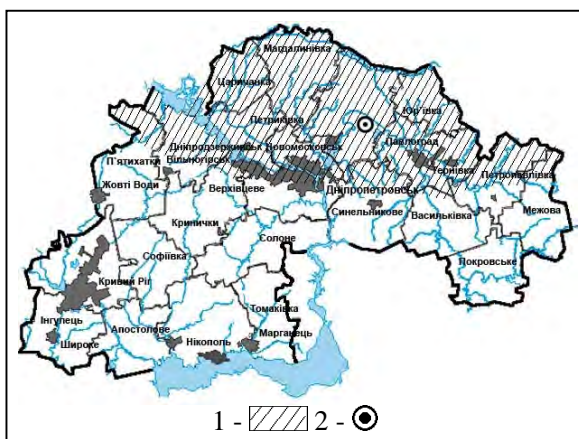 Магдалинівка
Царичанка
Петриківка
Юр'ївка
Дніпродзержинськ Новомосковськ
Павлоград
П'ятихатки
Вільногірськ
Тернівка
Петропавлівка
Жовті Води
Верхівцеве
Дніпропетровськ
Синельникове
Васильківка
Межова
Кринички
Солоне
Софіївка
Покровське
Кривий Ріг
Інгулець
Апостолове
Томаківка
Широке
Нікополь
Марганець
1 - 2 -